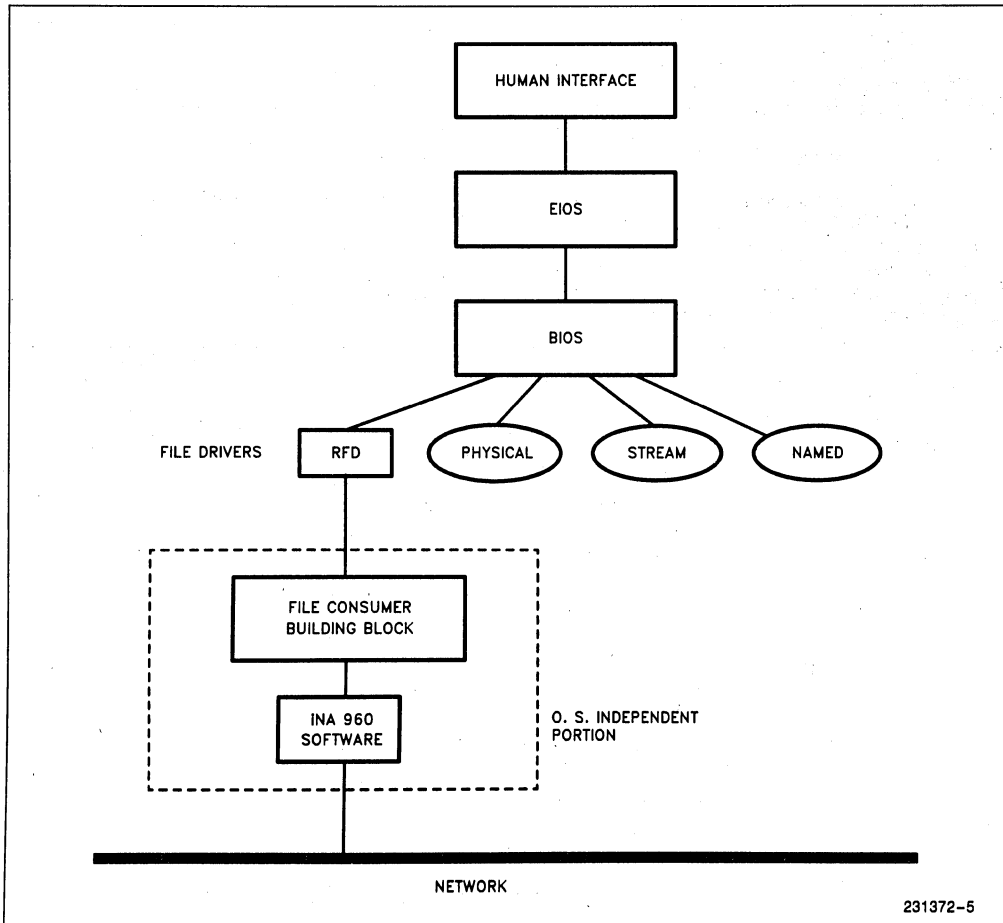 HUMAN INTERFACE
EIOS
BIOS
FILE DRIVERS
RFD
PHYSICAL
STREAM
NAMED
FILE CONSUMER
BUILDING BLOCK
INA 960
SOFTWARE
O. S. INDEPENDENT
PORTION
NETWORK
231372-5